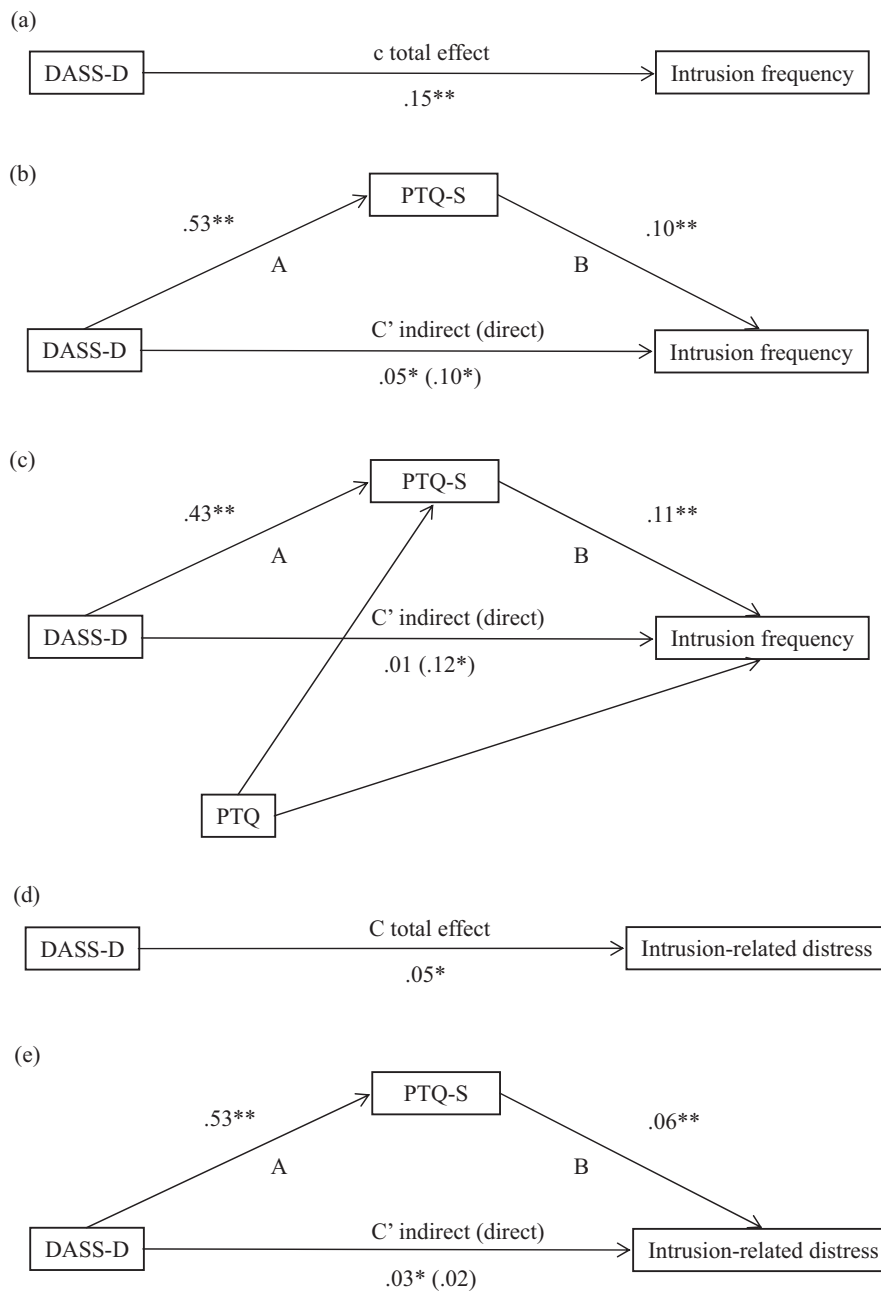 (a)
c total effect
DASS-D
Intrusion frequency
.15**
(b)
PTQ-S
.53**
.10**
A
B
C’ indirect (direct)
DASS-D
Intrusion frequency
.05* (.10*)
(c)
PTQ-S
.43**
.11**
A
B
C’ indirect (direct)
DASS-D
Intrusion frequency
.01 (.12*)
PTQ
(d)
C total effect
DASS-D
Intrusion-related distress
.05*
(e)
PTQ-S
.53**
.06**
A
B
C’ indirect (direct)
DASS-D
Intrusion-related distress
.03* (.02)